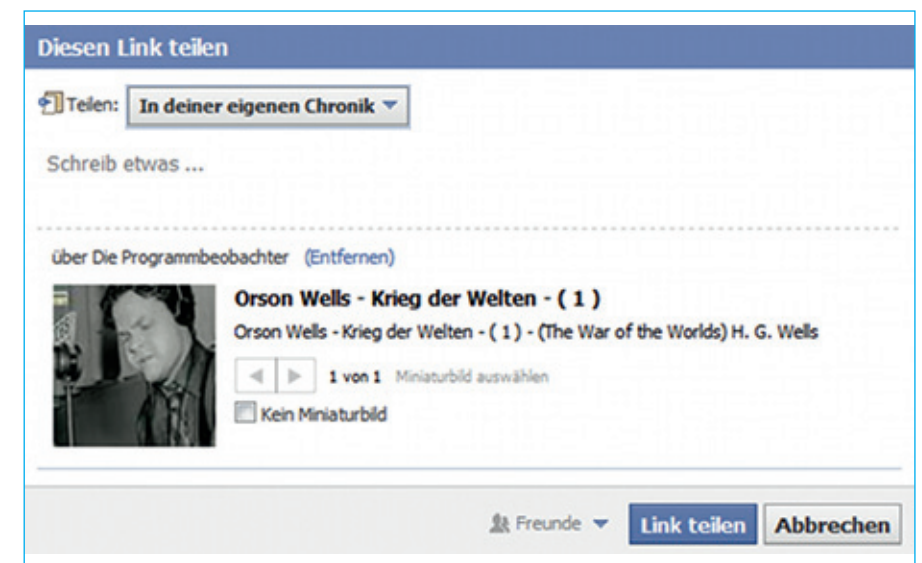 Diesen Link teilen
Teilen: In deiner eigenen Chronik
Schreib etwas ...
über Die Programmbeobachter (Entfernen)
Orson Wells - Krieg der Welten - ( 1 )
Orson Wells - Krieg der Welten - ( 1 ) - (The War of the Worlds) H. G. Wells
1 von 1 Miniaturbild auswählen
Kein Miniaturbild
Freunde Link teilen Abbrechen